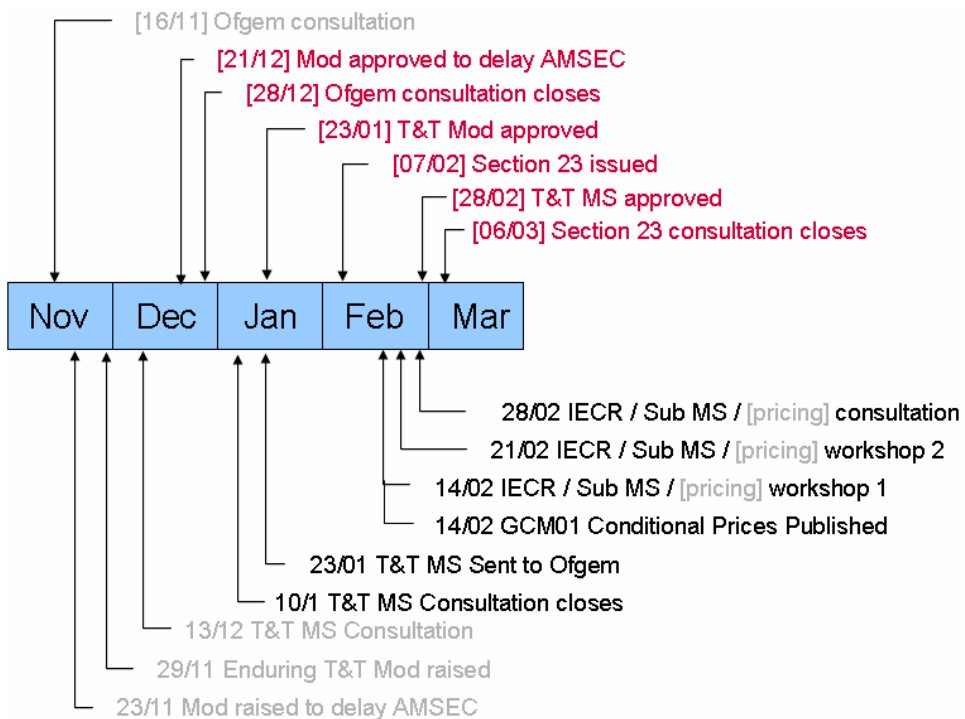 [16/11] Ofgem consultation
[21/12] Mod approved to delay AMSEC
[28/12] Ofgem consultation closes
[23/01] T&T Mod approved
[07/02] Section 23 issued
[28/02] T&T MS approved
[06/03] Section 23 consultation closes
Nov Dec Jan Feb Mar
28/02 IECR / Sub MS / [pricing] consultation
21/02 IECR / Sub MS / [pricing] workshop 2
14/02 IECR / Sub MS / [pricing] workshop 1
14/02 GCM01 Conditional Prices Published
23/01 T&T MS Sent to Ofgem
10/1 T&T MS Consultation closes
13/12 T&T MS Consultation
29/11 Enduring T&T Mod raised
23/11 Mod raised to delay AMSEC